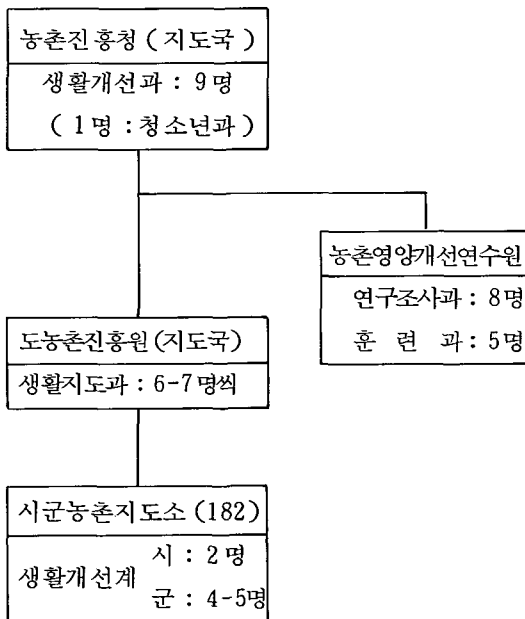 농촌진흥청 (지도국)
생활개선과 : 9명
( 1명 : 청소년과 )
농촌영양개선연수원
연구조사과 : 8명
훈 련 과 : 5명
도농촌진흥원 (지도국)
생활지도과 : 6-7명씩
시군농촌지도소 (182)
생활개선계
시 : 2명
군 : 4-5명